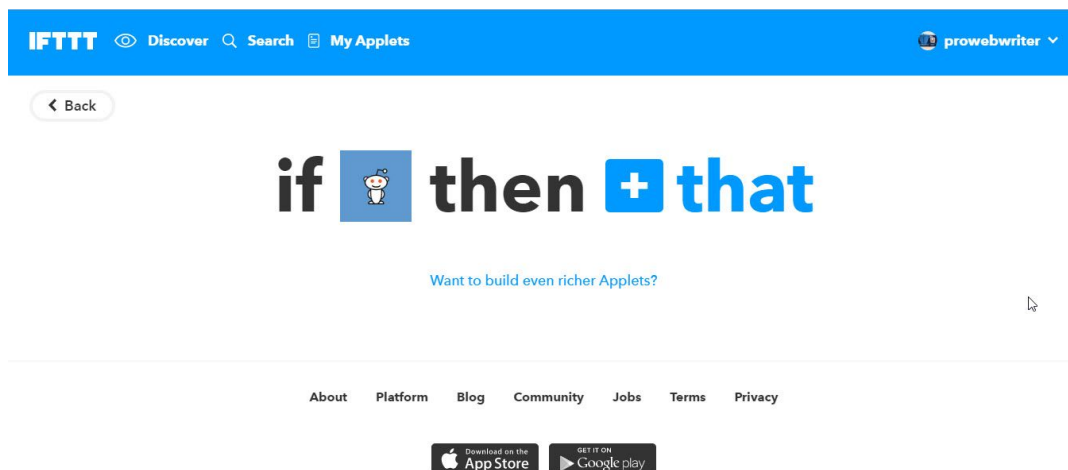 IFTTT Discover Search My Applets prowebwriter
Back
if then + that
Want to build even richer Applets?
About Platform Blog Community Jobs Terms Privacy
Download on the App Store
GET IT ON Google play